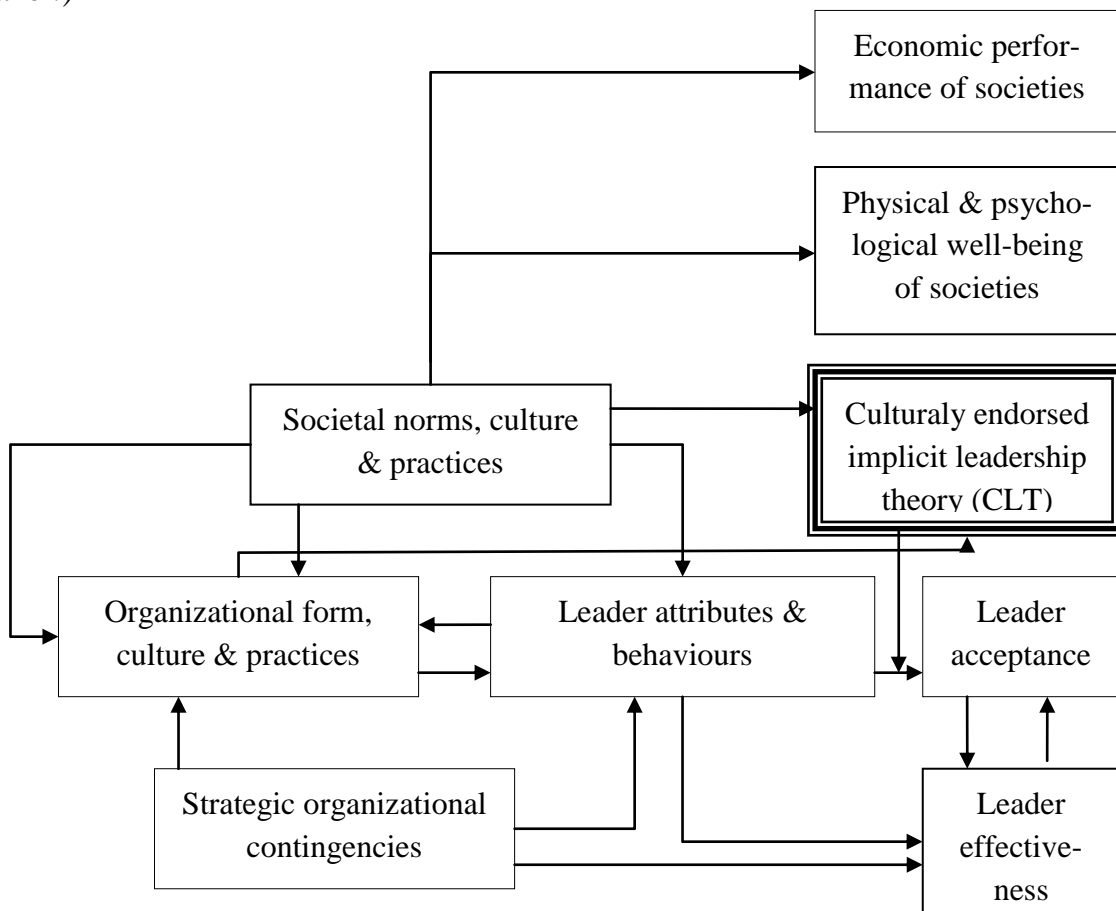 Economic perfor-
mance of societies
Physical & psycho-
logical well-being
of societies
Societal norms, culture
& practices
Culturaly endorsed
implicit leadership
theory (CLT)
Organizational form,
culture & practices
Leader attributes &
behaviours
Leader
acceptance
Strategic organizational
contingencies
Leader
effective-
ness